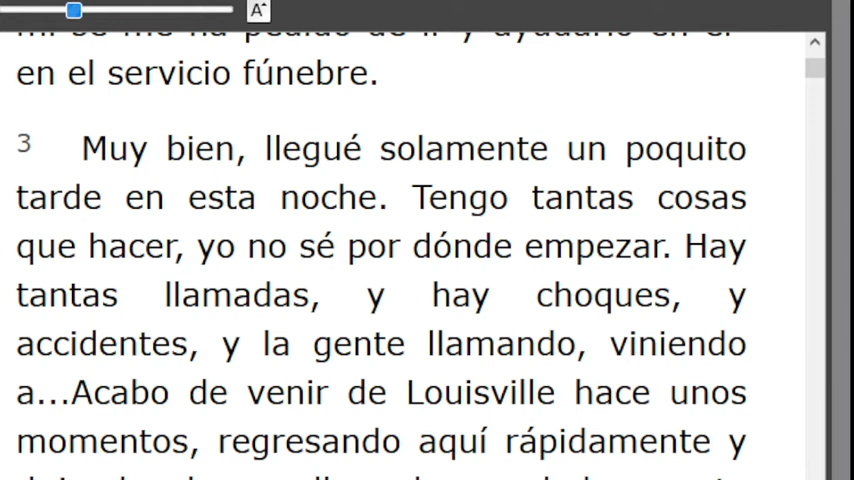 A
en el servicio fúnebre.
3 Muy bien, llegué solamente un poquito
tarde en esta noche. Tengo tantas cosas
que hacer, yo no sé por dónde empezar. Hay
tantas llamadas, y hay choques, y
accidentes, y la gente llamando, viniendo
a...Acabo de venir de Louisville hace unos
momentos, regresando aquí rápidamente y